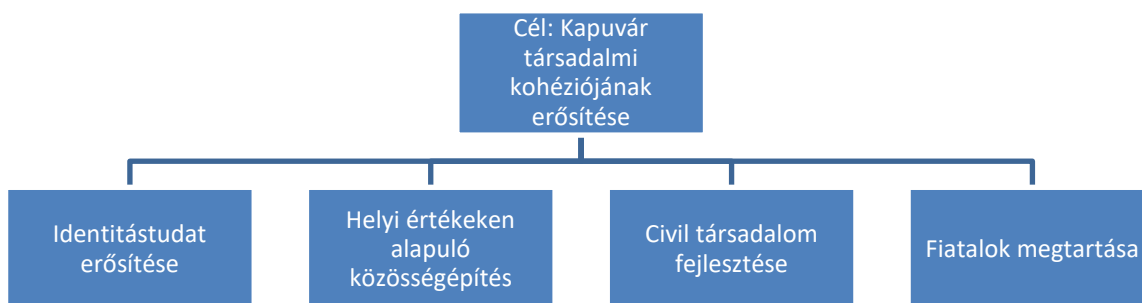 Cél: Kapuvár
társadalmi
kohéziójának
erősítése
Identitástudat
erősítése
Helyi értékeken
alapuló
közösségépítés
Civil társadalom
fejlesztése
Fiatalok megtartása